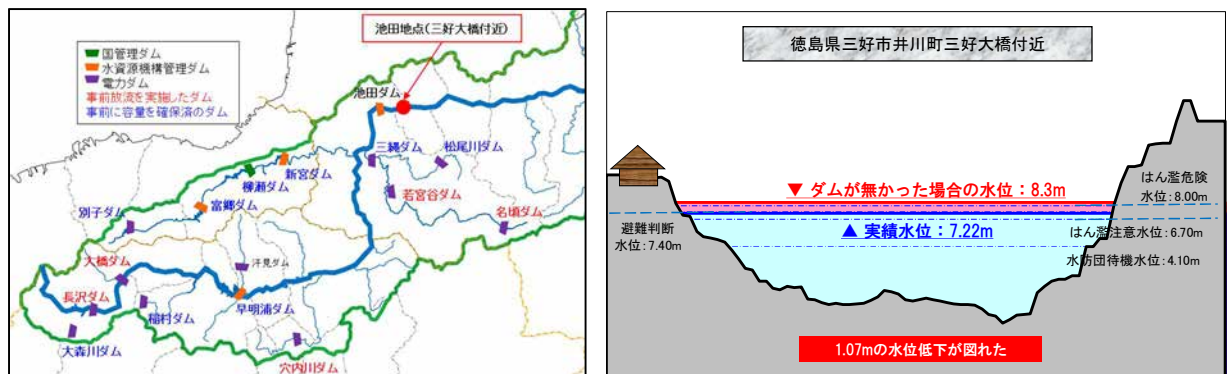 池田地点(三好大橋付近)
国管理ダム
水資源機構管理ダム
電力ダム
事前放流を実施したダム
事前に容量を確保済のダム
池田ダム
三縄ダム
松尾川ダム
新宮ダム
柳瀬ダム
若宮谷ダム
富郷ダム
別子ダム
名頃ダム
大橋ダム
汗見ダム
長沢ダム
早明浦ダム
稲村ダム
大森川ダム
穴内川ダム
徳島県三好市井川町三好大橋付近
▼ ダムが無かった場合の水位：8.3m
はん濫危険
水位：8.00m
避難判断
水位：7.40m
▲ 実績水位：7.22m
はん濫注意水位：6.70m
水防団待機水位：4.10m
1.07mの水位低下が図れた